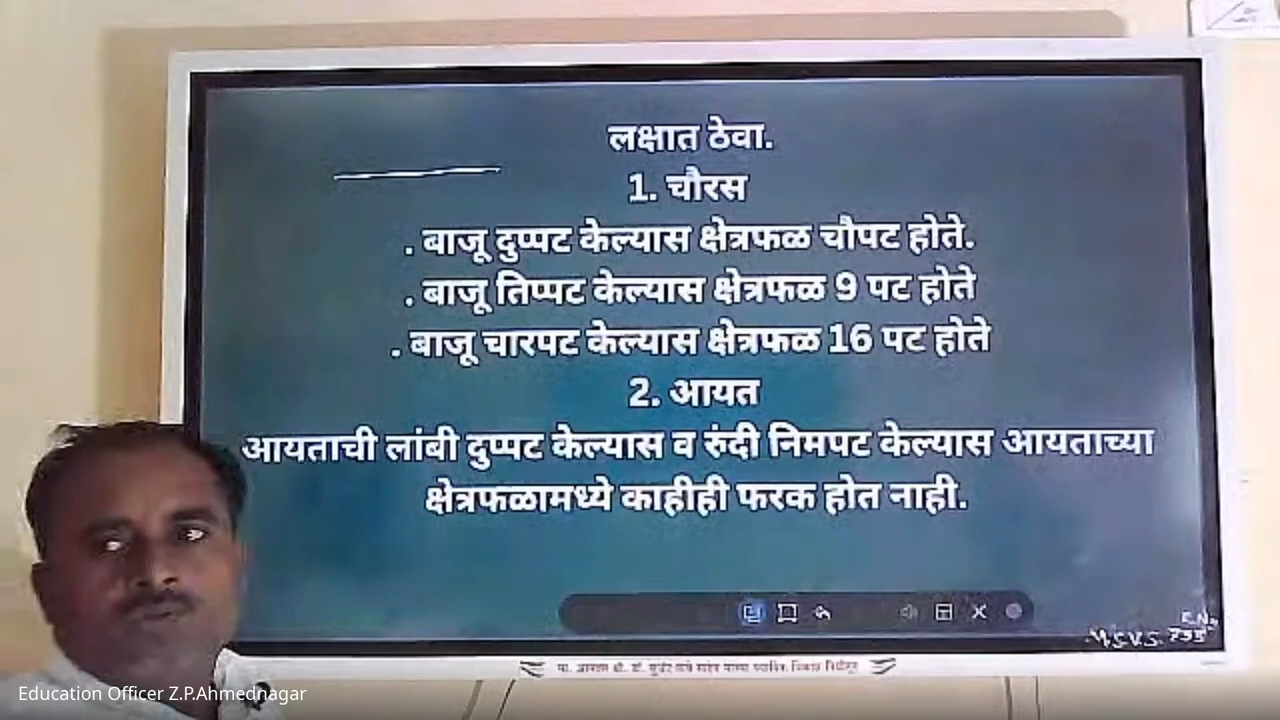 लक्षात ठेवा.
1. चौरस
. बाजू दुप्पट केल्यास क्षेत्रफळ चौपट होते.
. बाजू तिप्पट केल्यास क्षेत्रफळ 9 पट होते
. बाजू चारपट केल्यास क्षेत्रफळ 16 पट होते
2. आयत
आयताची लांबी दुप्पट केल्यास व रुंदी निमपट केल्यास आयताच्या
क्षेत्रफळामध्ये काहीही फरक होत नाही.
Education Officer Z.P.Ahmednagar